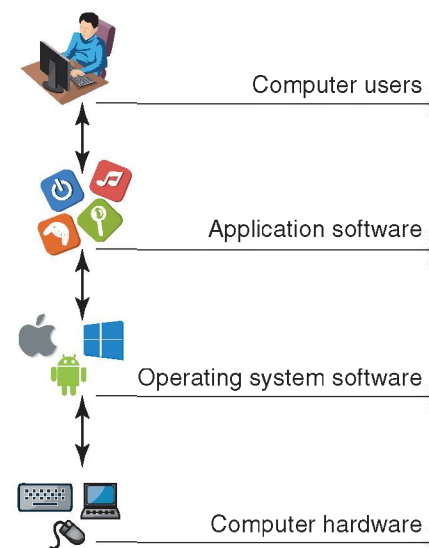 Computer users
Application software
Operating system software
Computer hardware